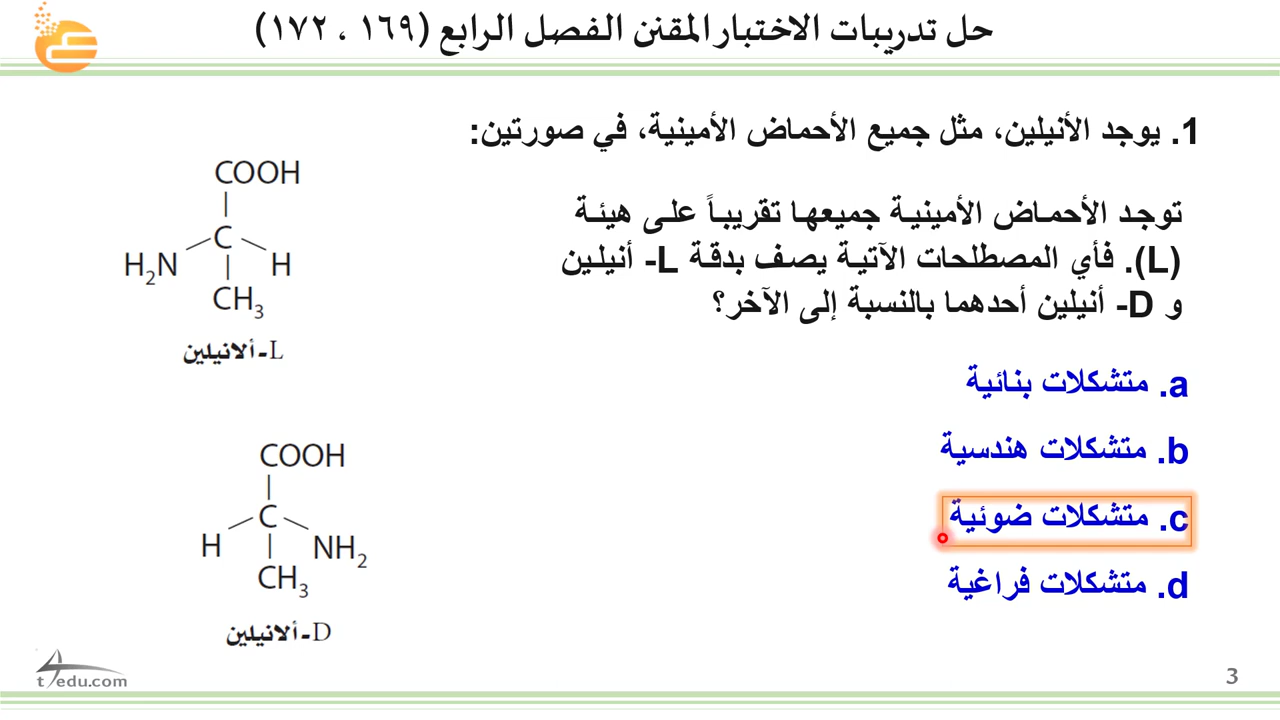 حل تدريبات الاختبار المقنن الفصل الرابع (١٦٩ ، ١٧٢)
1. يوجد الأنيلين، مثل جميع الأحماض الأمينية، في صورتين:
توجد الأحماض الأمينية جميعها تقريباً على هيئة
(L). فأي المصطلحات الآتية يصف بدقة L- أنيلين
و D- أنيلين أحدهما بالنسبة إلى الآخر؟
a. متشكلات بنائية
b. متشكلات هندسية
c. متشكلات ضوئية
d. متشكلات فراغية
COOH
C
H₂N H
CH₃
L-ألانيلين
COOH
C
H NH₂
CH₃
D-ألانيلين
t4edu.com
3